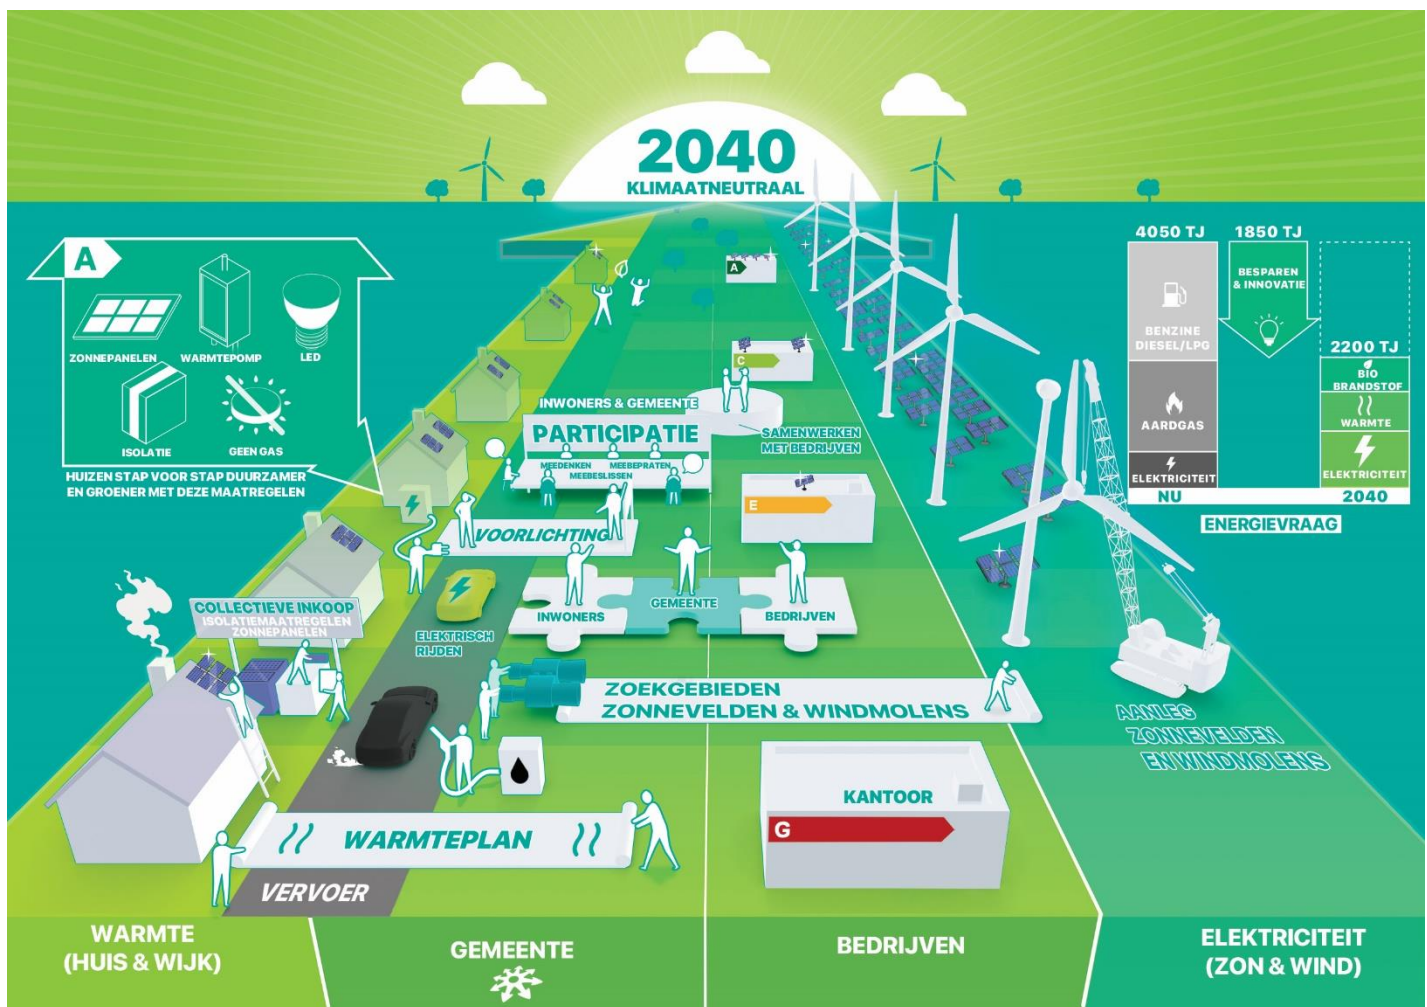 2040
KLIMAATNEUTRAAL
A
ZONNEPANELEN
WARMTEPOMP
LED
ISOLATIE
GEEN GAS
HUIZEN STAP VOOR STAP DUURZAMER
EN GROENER MET DEZE MAATREGELEN
4050 TJ
BENZINE
DIESEL/LPG
AARDGAS
ELEKTRICITEIT
NU
1850 TJ
BESPAREN
& INNOVATIE
2200 TJ
BIO
BRANDSTOF
WARMTE
ELEKTRICITEIT
2040
ENERGIEVRAAG
A
C
INWONERS & GEMEENTE
PARTICIPATIE
MEEDENKEN
MEEBEPRATEN
MEEBESLISSEN
SAMENWERKEN
MET BEDRIJVEN
E
VOORLICHTING
INWONERS
GEMEENTE
BEDRIJVEN
COLLECTIEVE INKOOP
ISOLATIEMAATREGELEN
ZONNEPANELEN
ELEKTRISCH
RIJDEN
ZOEKGEBIEDEN
ZONNEVELDEN & WINDMOLENS
AANLEG
ZONNEVELDEN
EN WINDMOLENS
KANTOOR
G
WARMTEPLAN
VERVOER
WARMTE
(HUIS & WIJK)
GEMEENTE
BEDRIJVEN
ELEKTRICITEIT
(ZON & WIND)